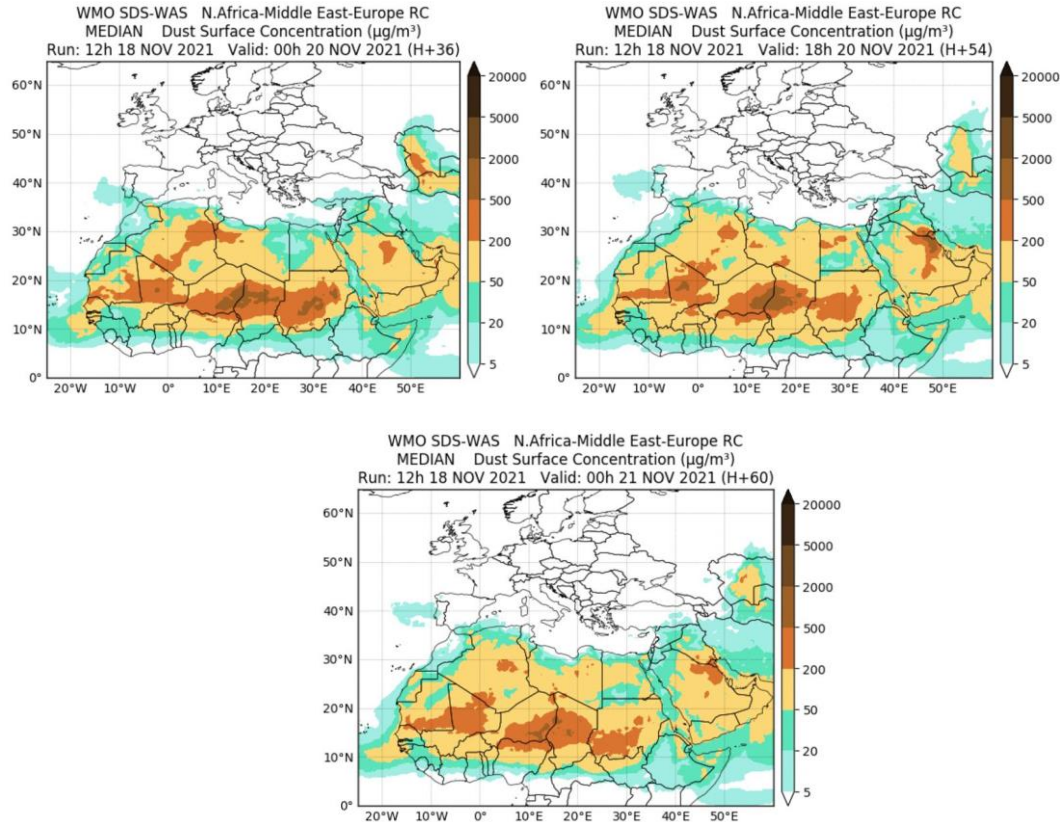 WMO SDS-WAS N.Africa-Middle East-Europe RC
MEDIAN Dust Surface Concentration (µg/m³)
Run: 12h 18 NOV 2021 Valid: 00h 20 NOV 2021 (H+36)
60°N
50°N
40°N
30°N
20°N
10°N
0°
20°W
10°W
0°
10°E
20°E
30°E
40°E
50°E
20000
5000
2000
500
200
50
20
5
WMO SDS-WAS N.Africa-Middle East-Europe RC
MEDIAN Dust Surface Concentration (µg/m³)
Run: 12h 18 NOV 2021 Valid: 18h 20 NOV 2021 (H+54)
60°N
50°N
40°N
30°N
20°N
10°N
0°
20°W
10°W
0°
10°E
20°E
30°E
40°E
50°E
20000
5000
2000
500
200
50
20
5
WMO SDS-WAS N.Africa-Middle East-Europe RC
MEDIAN Dust Surface Concentration (µg/m³)
Run: 12h 18 NOV 2021 Valid: 00h 21 NOV 2021 (H+60)
60°N
50°N
40°N
30°N
20°N
10°N
0°
20°W
10°W
0°
10°E
20°E
30°E
40°E
50°E
20000
5000
2000
500
200
50
20
5